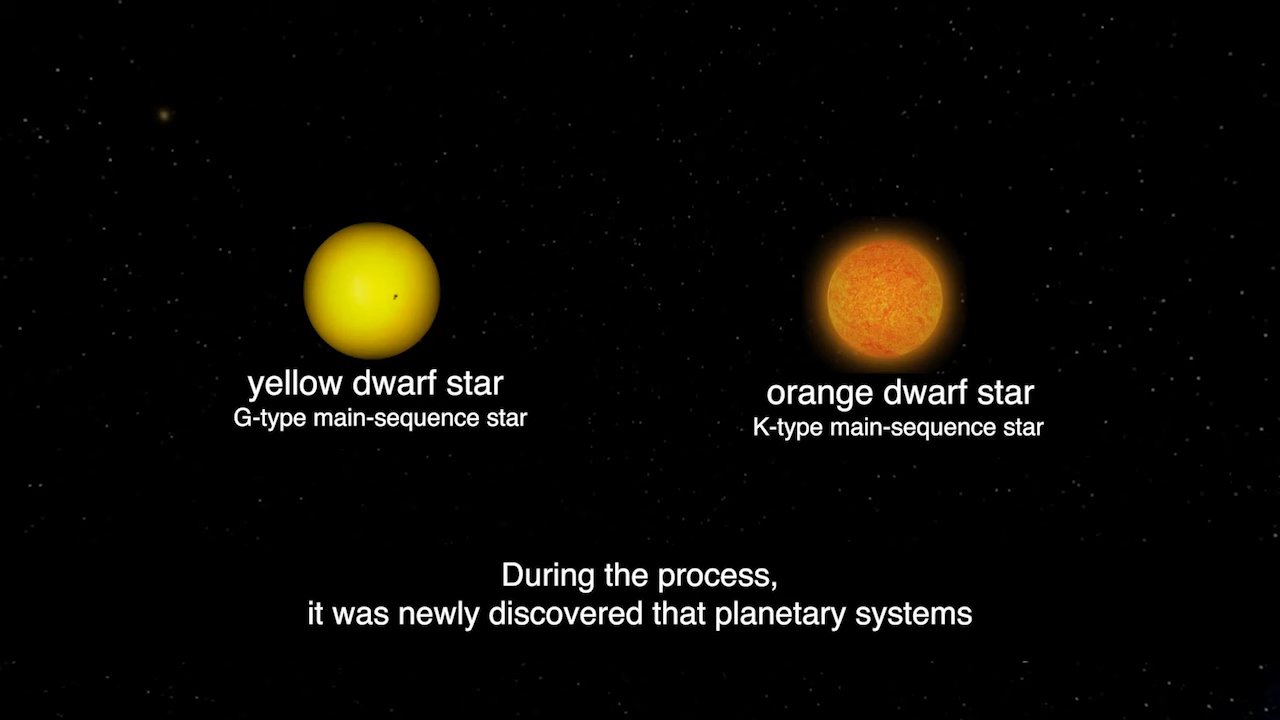 yellow dwarf star
G-type main-sequence star
orange dwarf star
K-type main-sequence star
During the process,
it was newly discovered that planetary systems